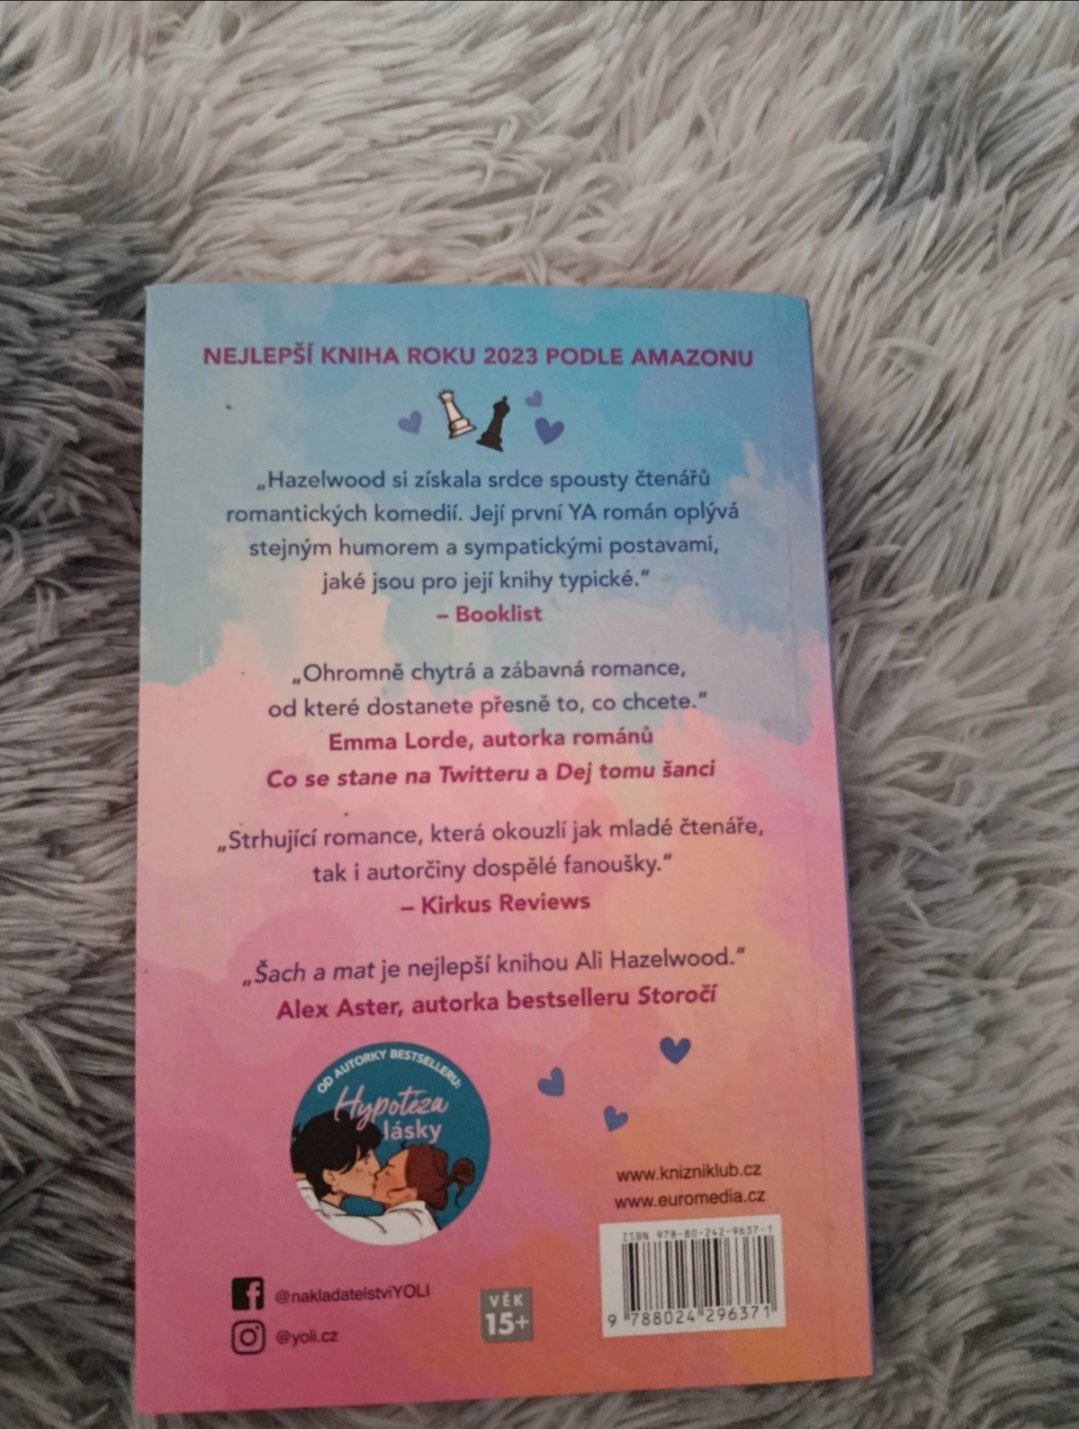 NEJLEPŠÍ KNIHA ROKU 2023 PODLE AMAZONU
„Hazelwood si získala srdce spousty čtenářů
romantických komedií. Její první YA román oplývá
stejným humorem a sympatickými postavami,
jaké jsou pro její knihy typické.“
– Booklist
„Ohromně chytrá a zábavná romance,
od které dostanete přesně to, co chcete.“
Emma Lorde, autorka románů
Co se stane na Twitteru a Dej tomu šanci
„Strhující romance, která okouzlí jak mladé čtenáře,
tak i autorčiny dospělé fanoušky.“
– Kirkus Reviews
„Šach a mat je nejlepší knihou Ali Hazelwood.“
Alex Aster, autorka bestselleru Storočí
OD AUTORKY BESTSELLERU:
Hypotéza
lásky
www.knizniklub.cz
www.euromedia.cz
ISBN 978-80-242-9637-1
9 788024 296371
@nakladatelstviYOLI
@yoli.cz
VĚK
15+